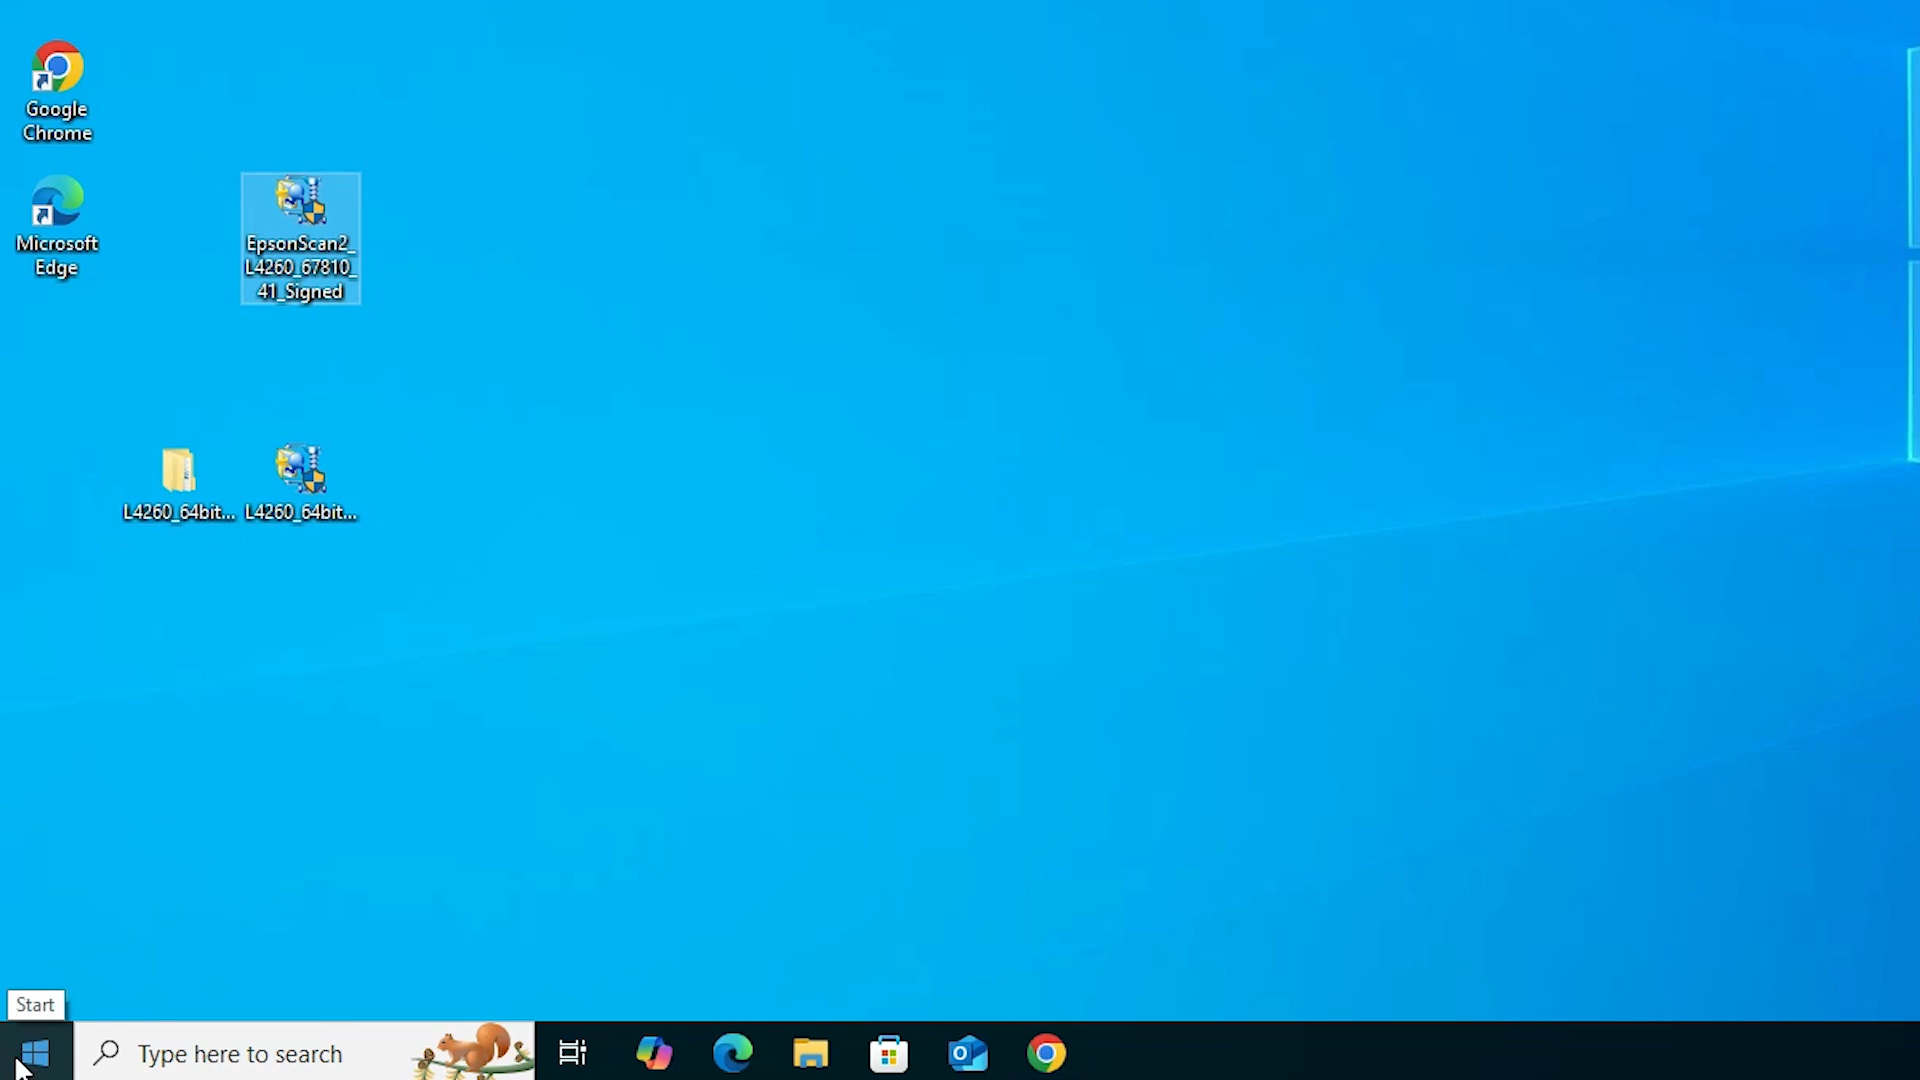 Google
Chrome
Microsoft
Edge
EpsonScan2_
L4260_67810_
41_Signed
L4260_64bit...
L4260_64bit...
Start
Type here to search